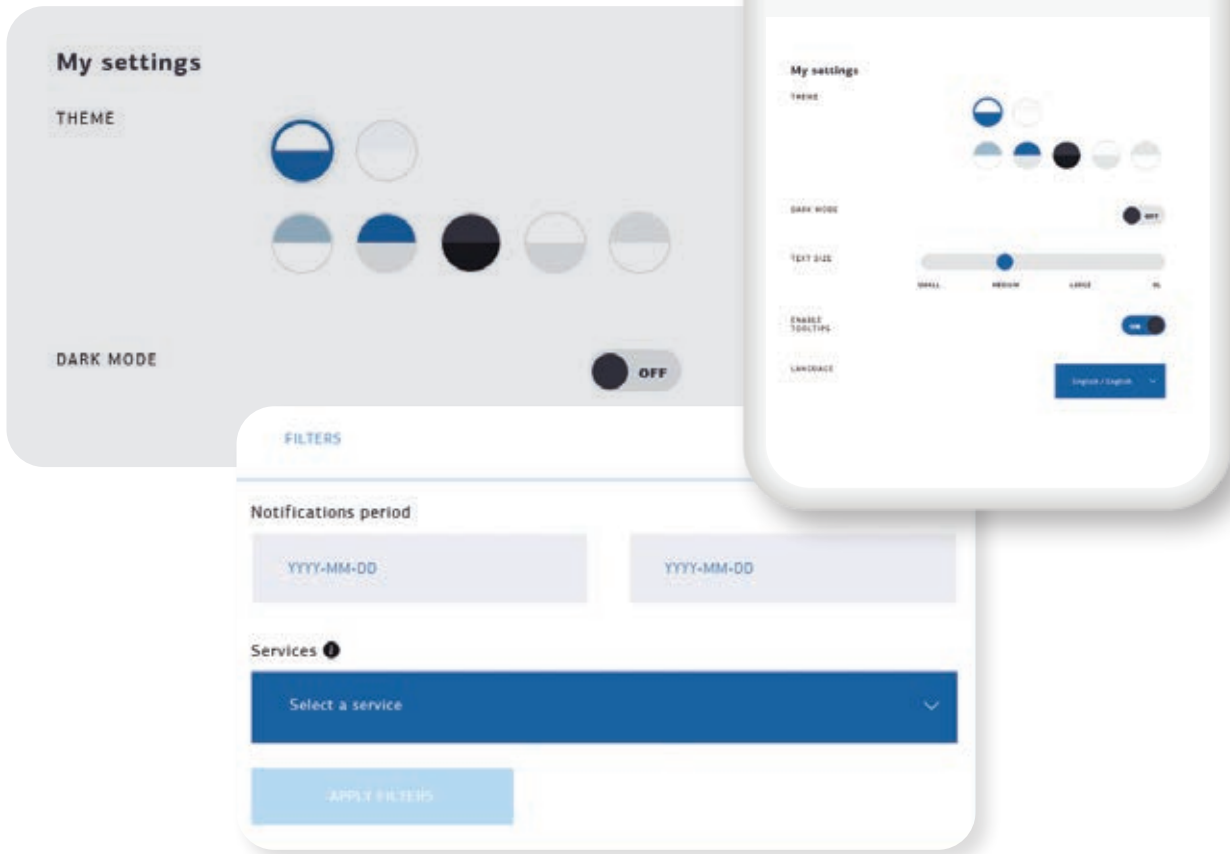 My settings
THEME
DARK MODE
OFF
My settings
THEME
DARK MODE
OFF
TEXT SIZE
SMALL MEDIUM LARGE XL
ON
ENABLE
TOOLTIPS
LANGUAGE
English / English
FILTERS
Notifications period
YYYY-MM-DD YYYY-MM-DD
Services i
Select a service
APPLY FILTERS